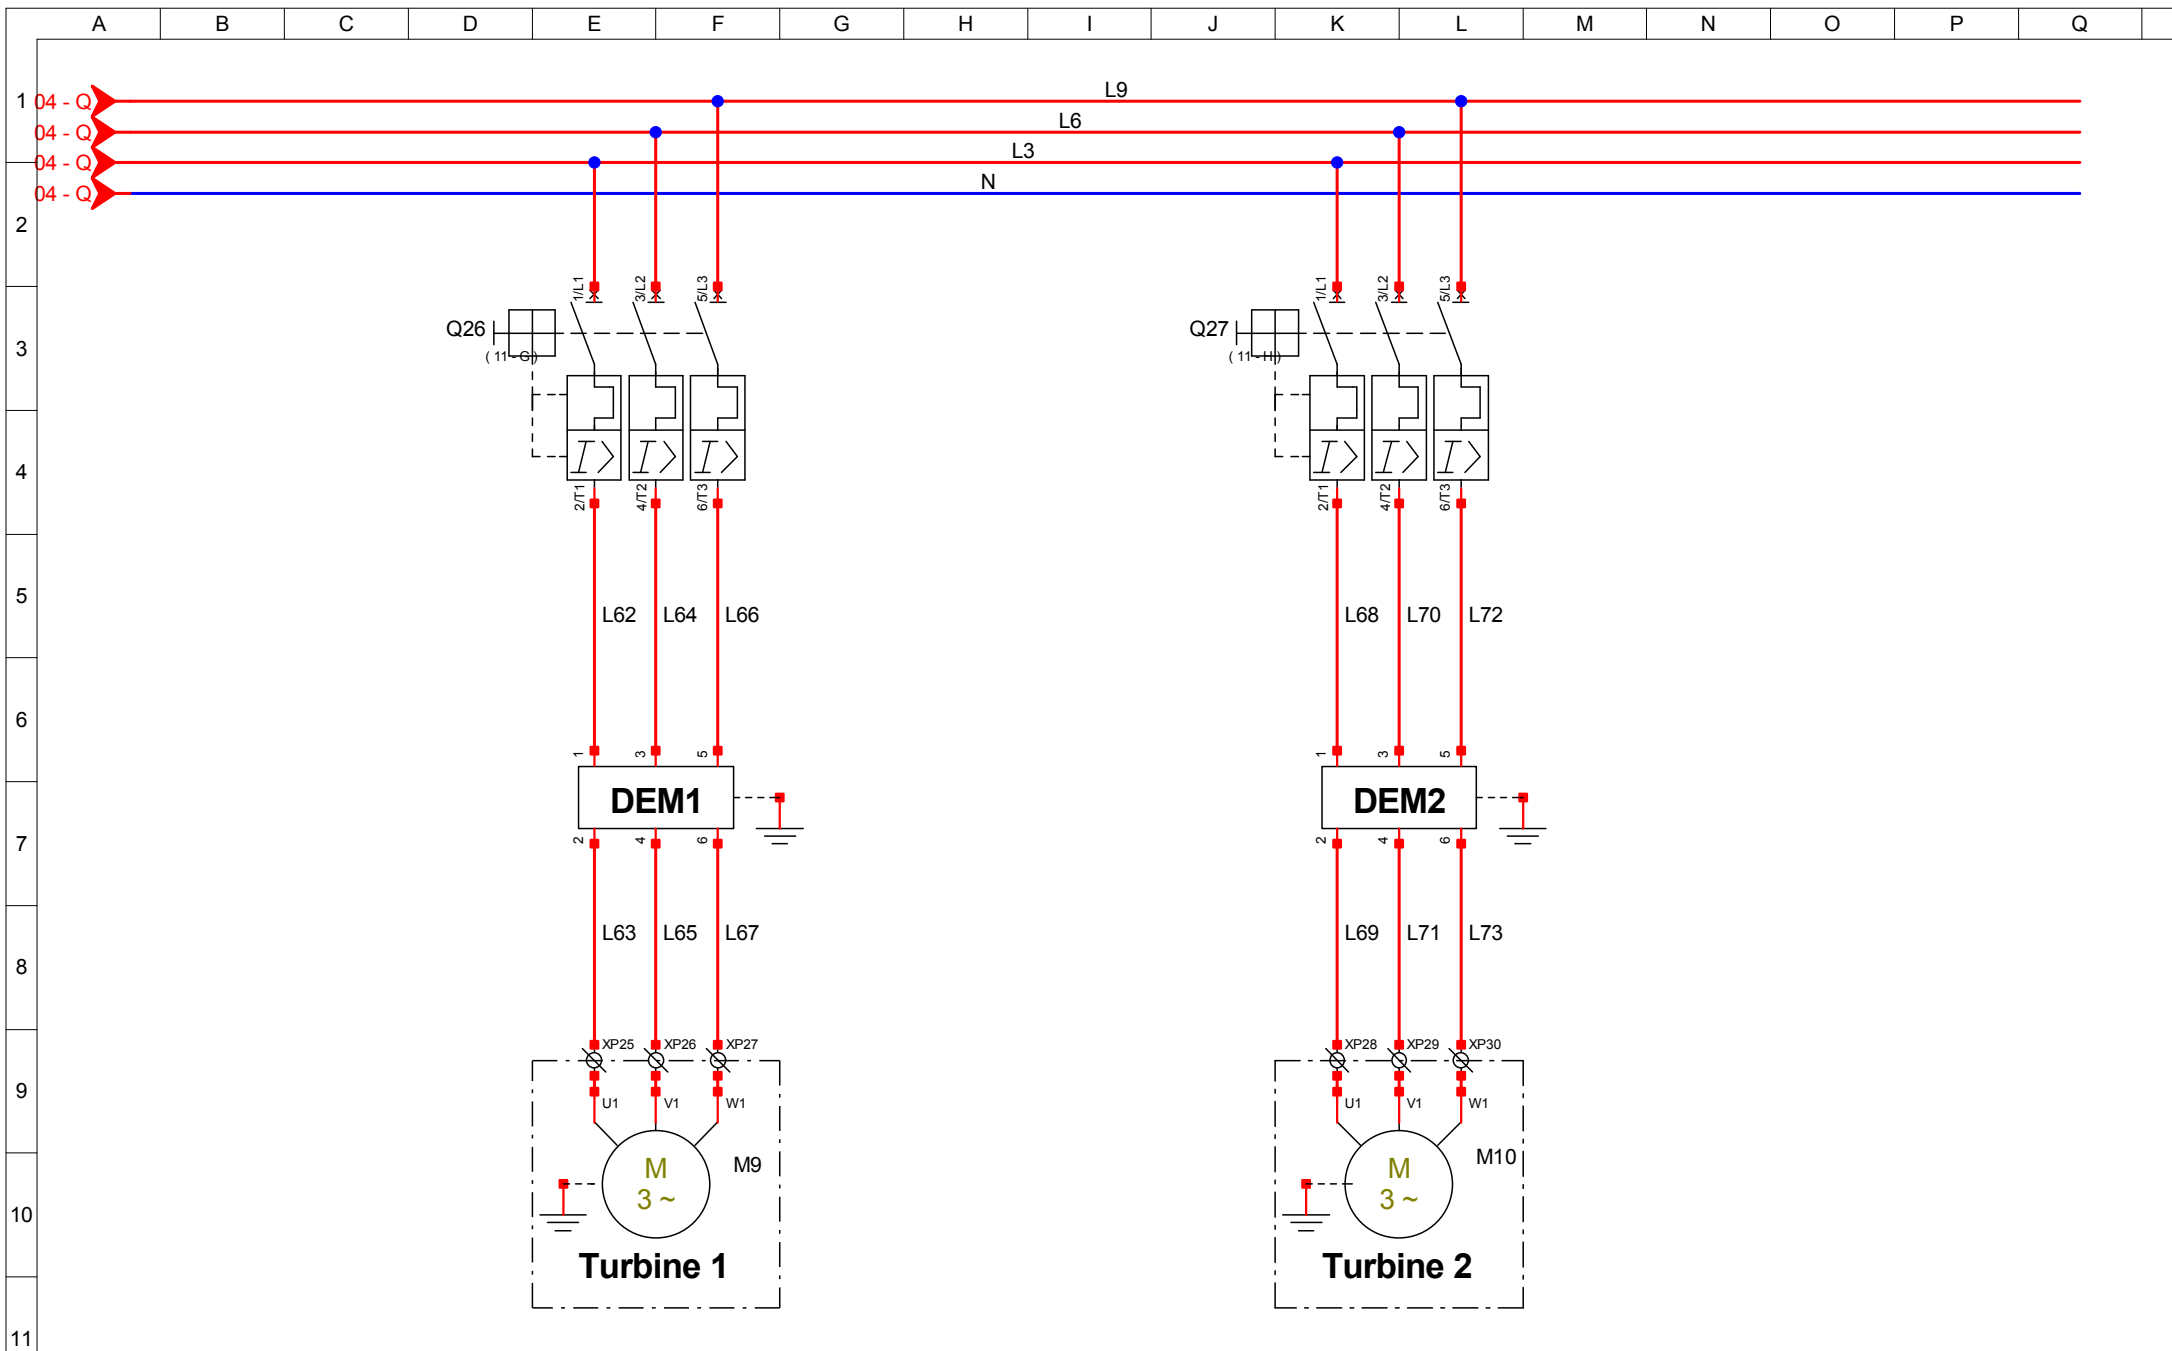 A B C D E F G H I J K L M N O P Q
1 04 - Q L9
04 - Q L6
04 - Q L3
04 - Q N
2
1/L1 3/L2 5/L3 1/L1 3/L2 5/L3
Q26 Q27
3
( 11 - G ) ( 11 - H )
4
I > I > I > I > I > I >
2/T1 4/T2 6/T3 2/T1 4/T2 6/T3
5
L62 L64 L66 L68 L70 L72
6
1 3 5 1 3 5
DEM1 DEM2
7
2 4 6 2 4 6
L63 L65 L67 L69 L71 L73
8
XP25 XP26 XP27 XP28 XP29 XP30
9
U1 V1 W1 U1 V1 W1
M M9 M M10
3 ~ 3 ~
10
Turbine 1 Turbine 2
11